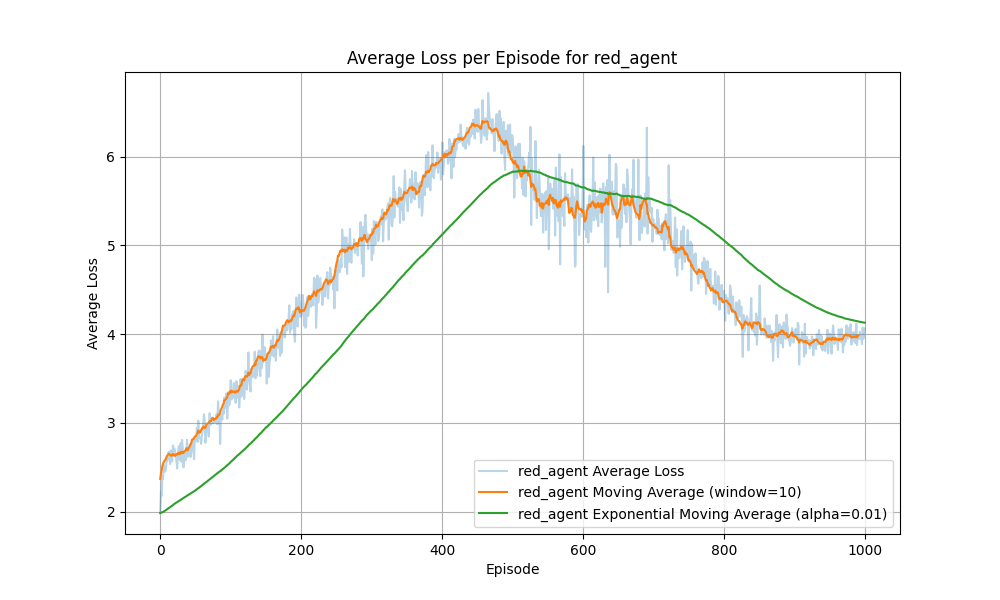 Average Loss per Episode for red_agent
Average Loss
6
5
4
3
2
0
200
400
600
800
1000
Episode
red_agent Average Loss
red_agent Moving Average (window=10)
red_agent Exponential Moving Average (alpha=0.01)